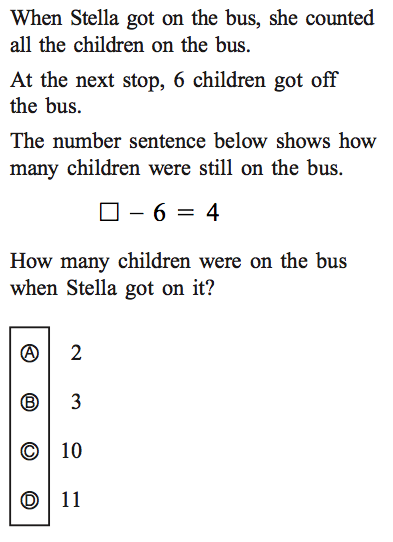 When Stella got on the bus, she counted
all the children on the bus.
At the next stop, 6 children got off
the bus.
The number sentence below shows how
many children were still on the bus.
□ – 6 = 4
How many children were on the bus
when Stella got on it?
Ⓐ 2
Ⓑ 3
Ⓒ 10
Ⓓ 11